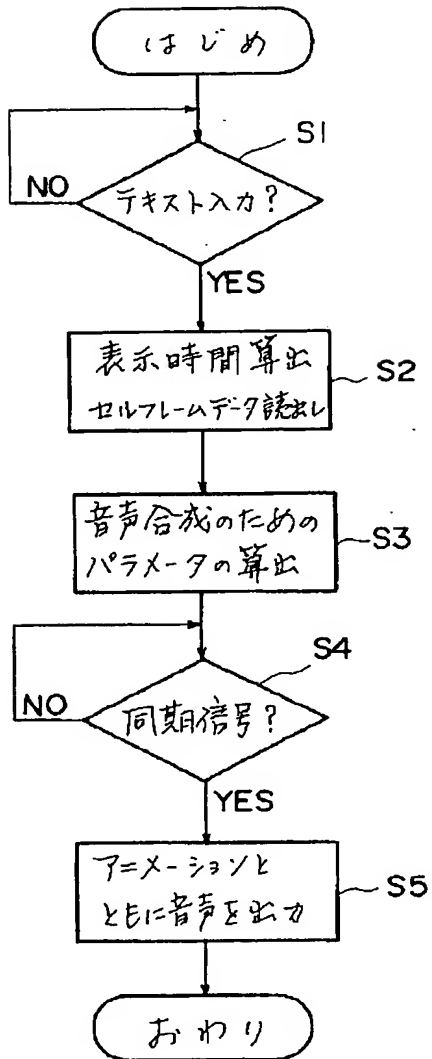 はじめ
S1
NO
テキスト入力?
YES
表示時間算出
セルフレームデータ読出し
S2
音声合成のための
パラメータの算出
S3
S4
NO
同期信号?
YES
アニメーションと
ともに音声を出力
S5
おわり